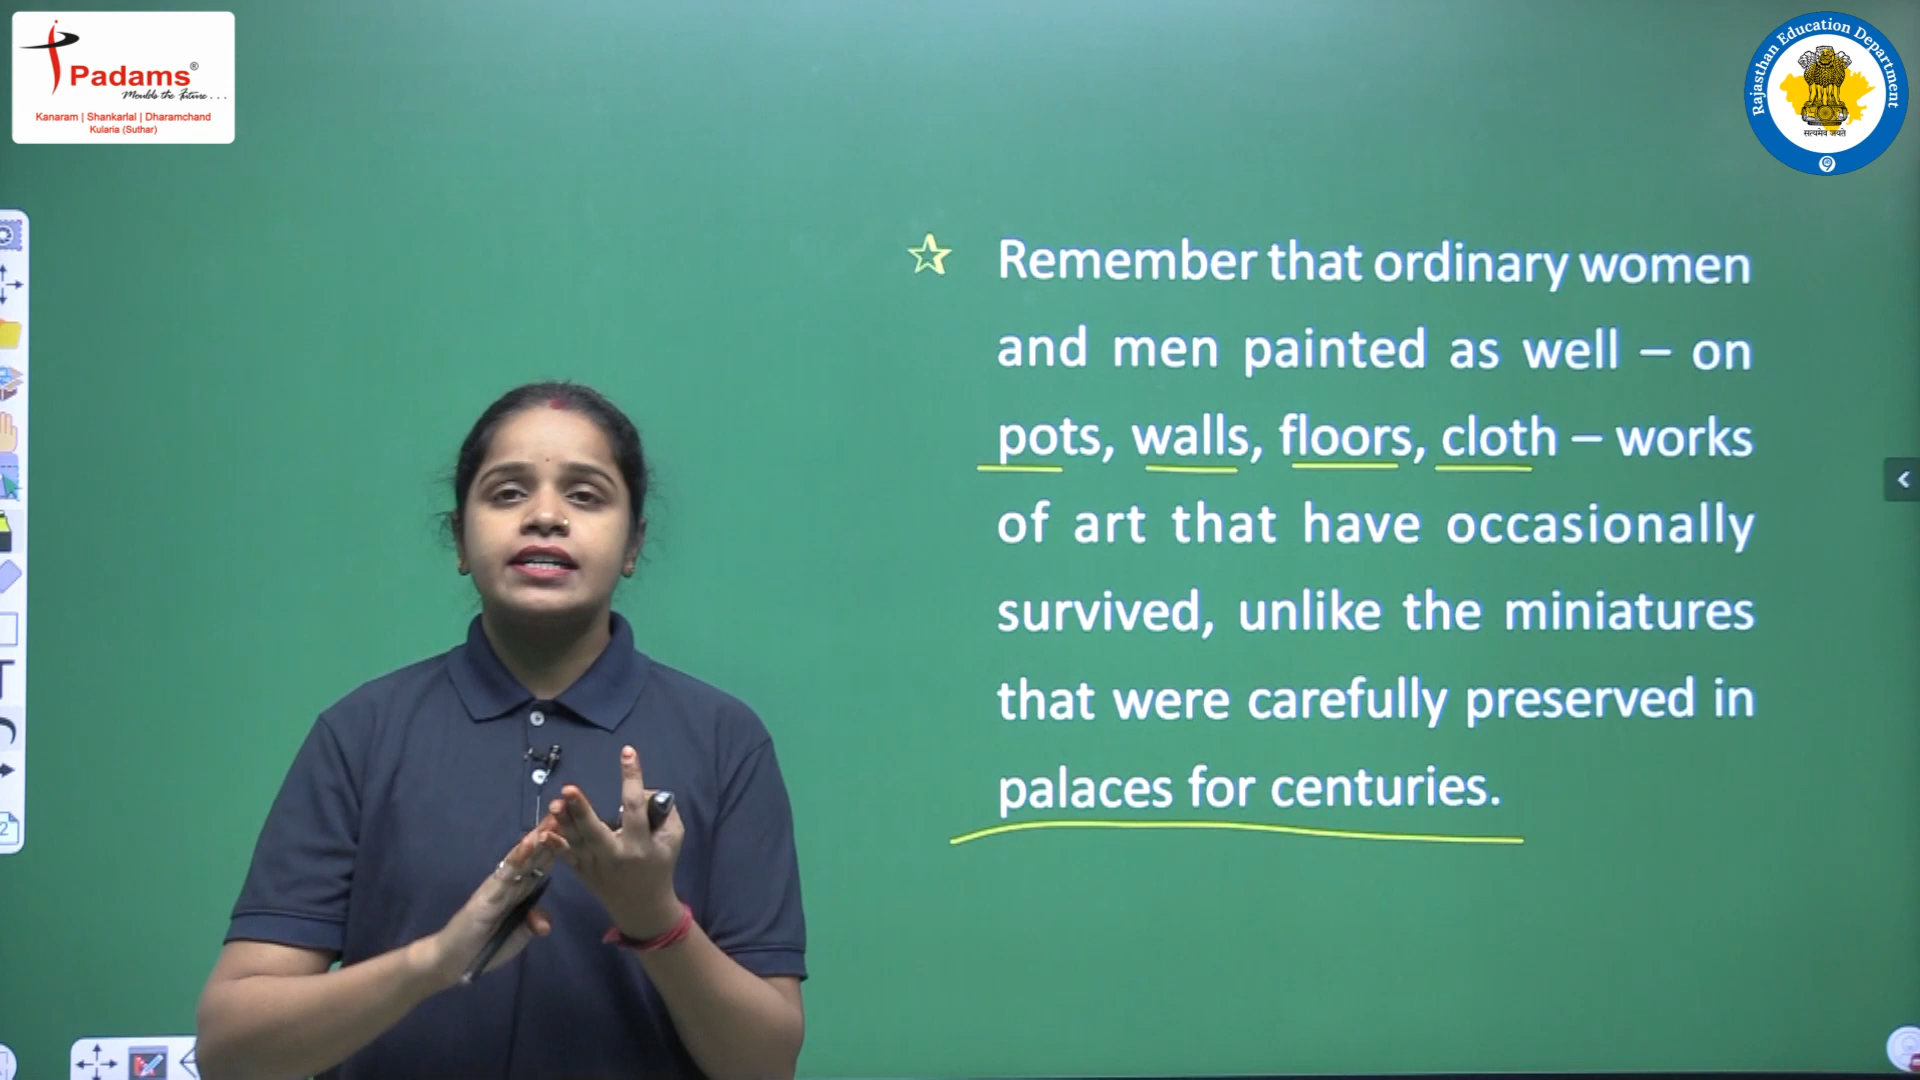 Padams®
Moulds the Future...
Kanaram | Shankarlal | Dharamchand
Kularia (Suthar)
Rajasthan Education Department
सत्यमेव जयते
☆ Remember that ordinary women
and men painted as well – on
pots, walls, floors, cloth – works
of art that have occasionally
survived, unlike the miniatures
that were carefully preserved in
palaces for centuries.
2